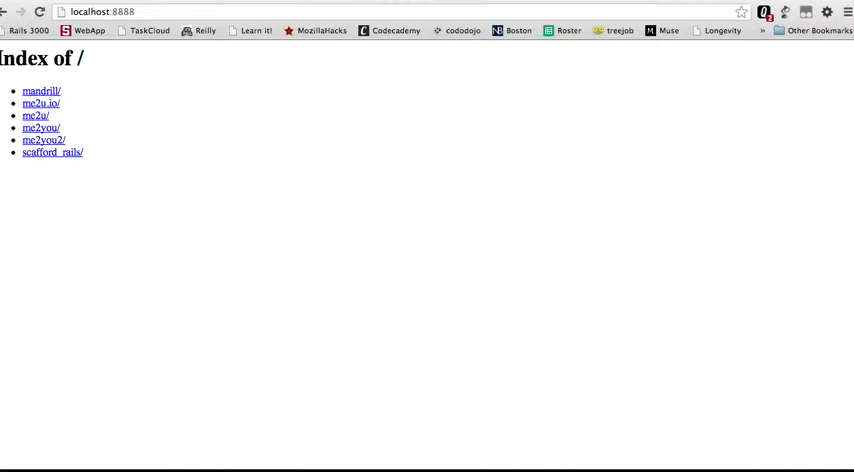 localhost:8888
Rails 3000 WebApp TaskCloud Reilly Learn it! MozillaHacks Codecademy cododojo Boston Roster treejob Muse Longevity » Other Bookmarks
Index of /
mandrill/
me2u.io/
me2u/
me2you/
me2you2/
scafford_rails/